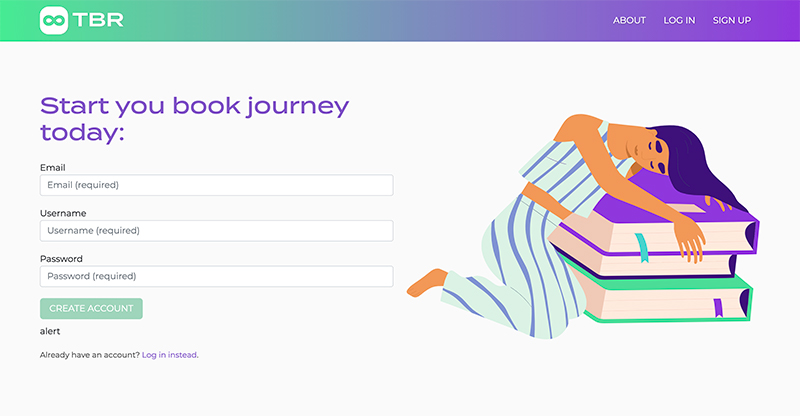 TBR
ABOUT LOG IN SIGN UP
Start you book journey
today:
Email
Email (required)
Username
Username (required)
Password
Password (required)
CREATE ACCOUNT
alert
Already have an account? Log in instead.